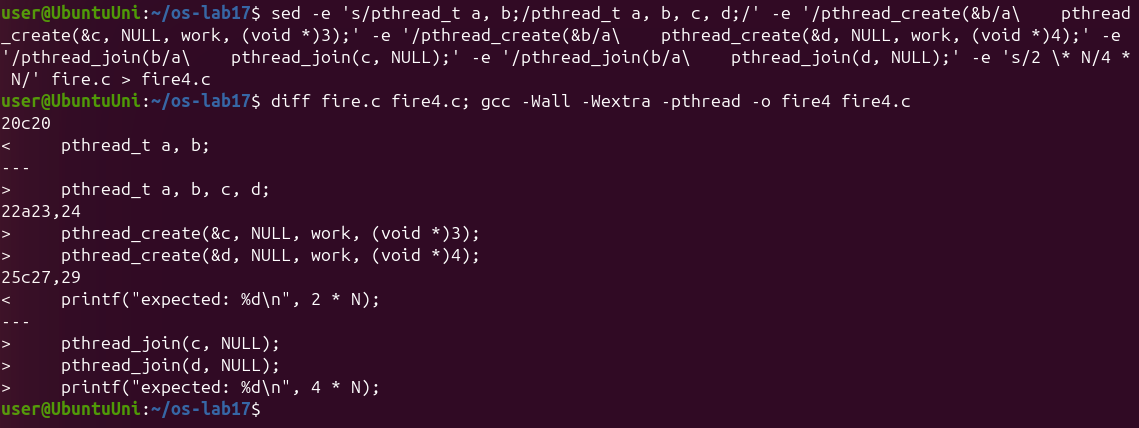 user@UbuntuUni:~/os-lab17$ sed -e 's/pthread_t a, b;/pthread_t a, b, c, d;/' -e '/pthread_create(&b/a\    pthread
_create(&c, NULL, work, (void *)3);' -e '/pthread_create(&b/a\    pthread_create(&d, NULL, work, (void *)4);' -e
'/pthread_join(b/a\    pthread_join(c, NULL);' -e '/pthread_join(b/a\    pthread_join(d, NULL);' -e 's/2 \* N/4 *
 N/' fire.c > fire4.c
user@UbuntuUni:~/os-lab17$ diff fire.c fire4.c; gcc -Wall -Wextra -pthread -o fire4 fire4.c
20c20
<     pthread_t a, b;
---
>     pthread_t a, b, c, d;
22a23,24
>     pthread_create(&c, NULL, work, (void *)3);
>     pthread_create(&d, NULL, work, (void *)4);
25c27,29
<     printf("expected: %d\n", 2 * N);
---
>     pthread_join(c, NULL);
>     pthread_join(d, NULL);
>     printf("expected: %d\n", 4 * N);
user@UbuntuUni:~/os-lab17$